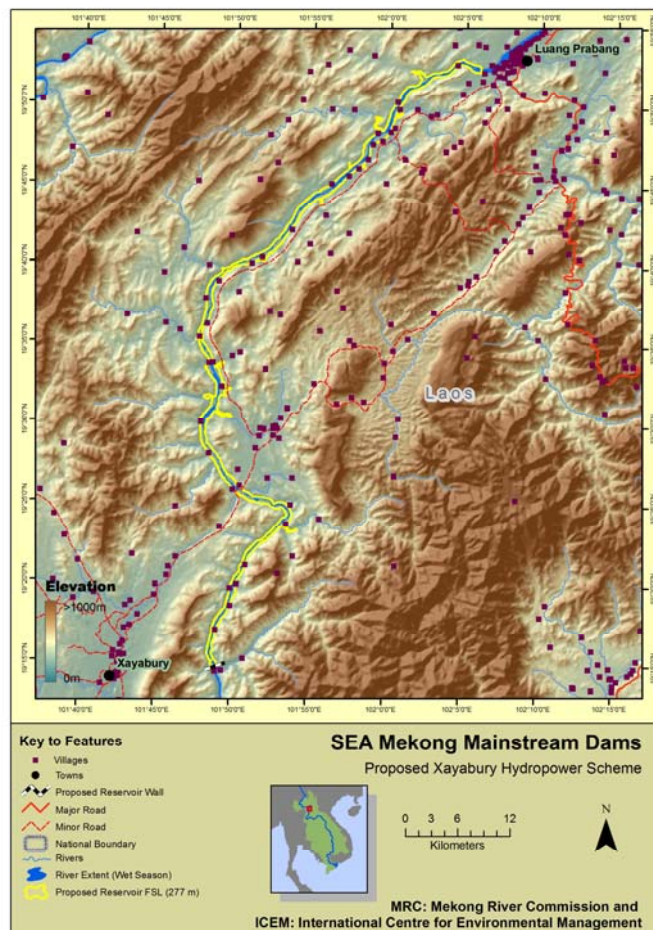 101°40'0"E 101°45'0"E 101°50'0"E 101°55'0"E 102°0'0"E 102°5'0"E 102°10'0"E 102°15'0"E
Luang Prabang
Laos
Elevation
>1000m
0m
Xayabury
101°40'0"E 101°45'0"E 101°50'0"E 101°55'0"E 102°0'0"E 102°5'0"E 102°10'0"E 102°15'0"E
Key to Features
Villages
Towns
Proposed Reservoir Wall
Major Road
Minor Road
National Boundary
Rivers
River Extent (Wet Season)
Proposed Reservoir FSL (277 m)
SEA Mekong Mainstream Dams
Proposed Xayabury Hydropower Scheme
0 3 6 12
Kilometers
N
MRC: Mekong River Commission and
ICEM: International Centre for Environmental Management